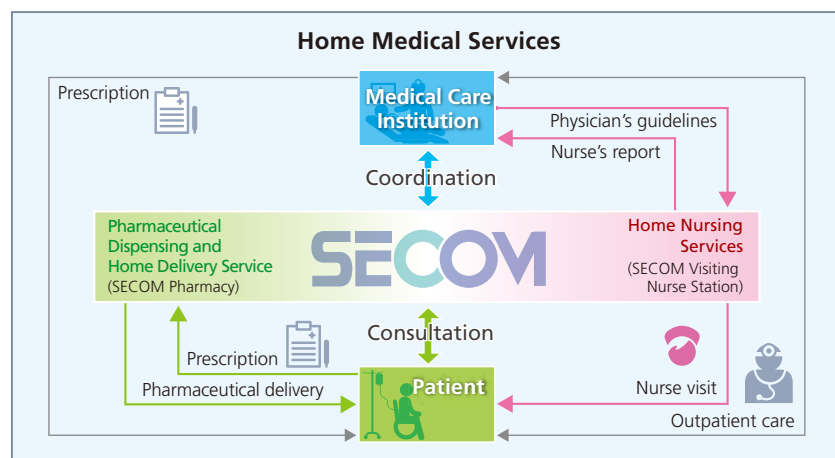 Home Medical Services
Prescription
Medical Care
Institution
Physician’s guidelines
Nurse’s report
Coordination
Pharmaceutical
Dispensing and
Home Delivery Service
(SECOM Pharmacy)
SECOM
Home Nursing
Services
(SECOM Visiting
Nurse Station)
Consultation
Prescription
Pharmaceutical delivery
Patient
Nurse visit
Outpatient care